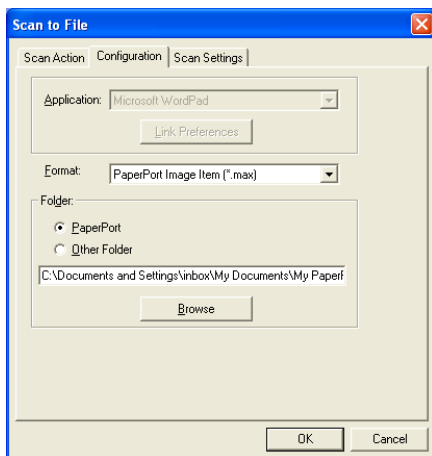 Scan to File
Scan Action Configuration Scan Settings
Application: Microsoft WordPad
Link Preferences
Format: PaperPort Image Item (*.max)
Folder:
PaperPort
Other Folder
C:\Documents and Settings\inbox\My Documents\My PaperF
Browse
OK Cancel